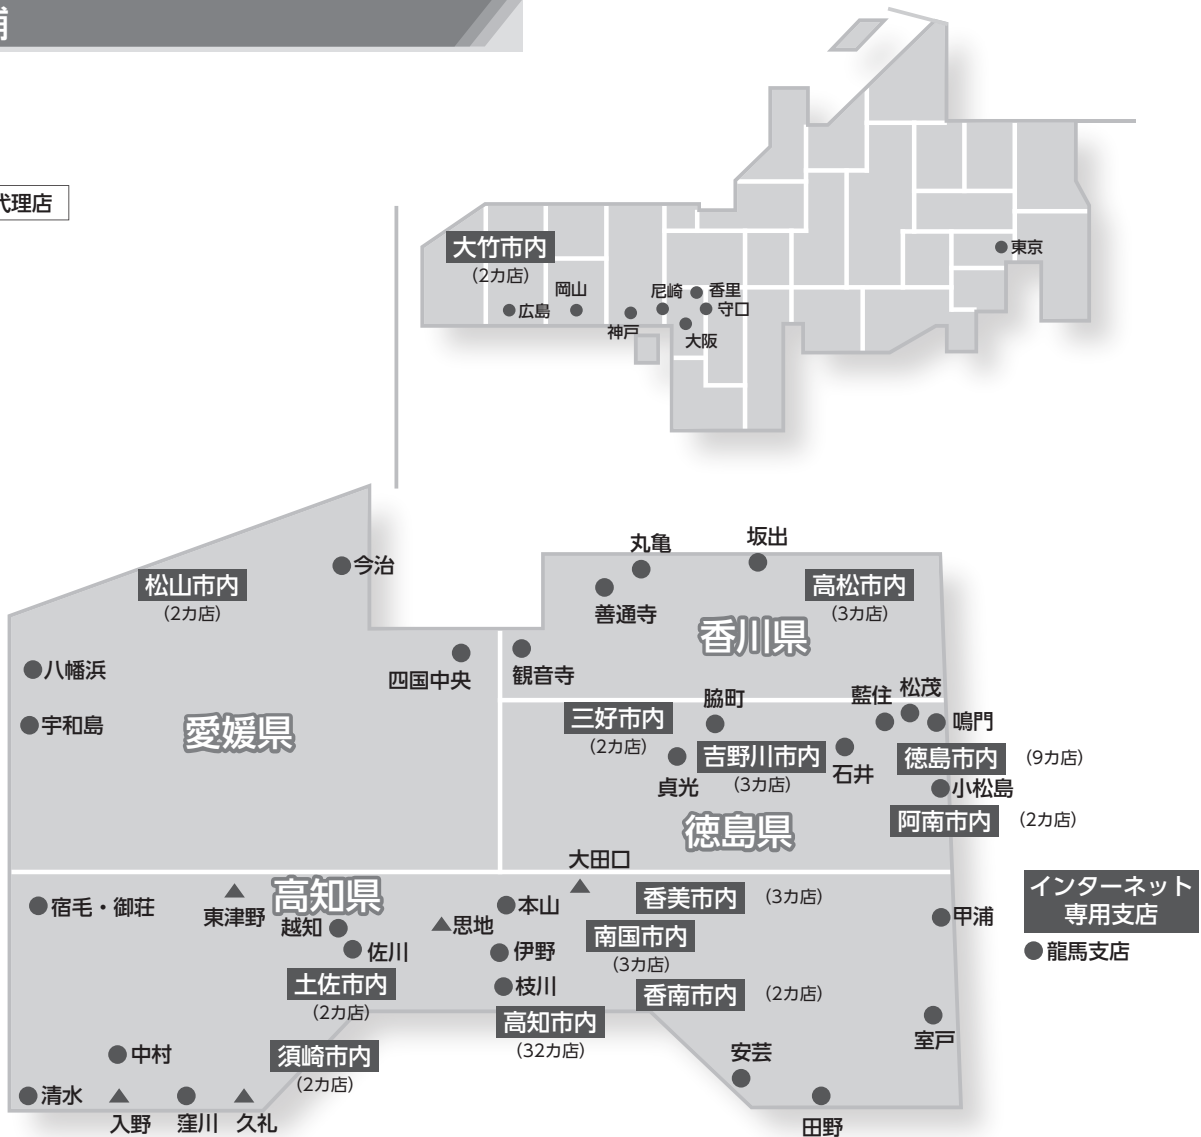 舗
代理店
大竹市内
(2カ店)
広島
岡山
神戸
尼崎
香里
守口
大阪
東京
今治
松山市内
(2カ店)
八幡浜
宇和島
四国中央
愛媛県
丸亀
坂出
善通寺
高松市内
(3カ店)
香川県
観音寺
脇町
藍住
松茂
鳴門
三好市内
(2カ店)
貞光
吉野川市内
(3カ店)
石井
徳島市内
(9カ店)
小松島
阿南市内
(2カ店)
徳島県
大田口
高知県
宿毛・御荘
東津野
越知
佐川
思地
本山
伊野
枝川
香美市内
(3カ店)
南国市内
(3カ店)
香南市内
(2カ店)
土佐市内
(2カ店)
高知市内
(32カ店)
甲浦
室戸
安芸
田野
中村
須崎市内
(2カ店)
清水
入野
窪川
久礼
インターネット
専用支店
龍馬支店